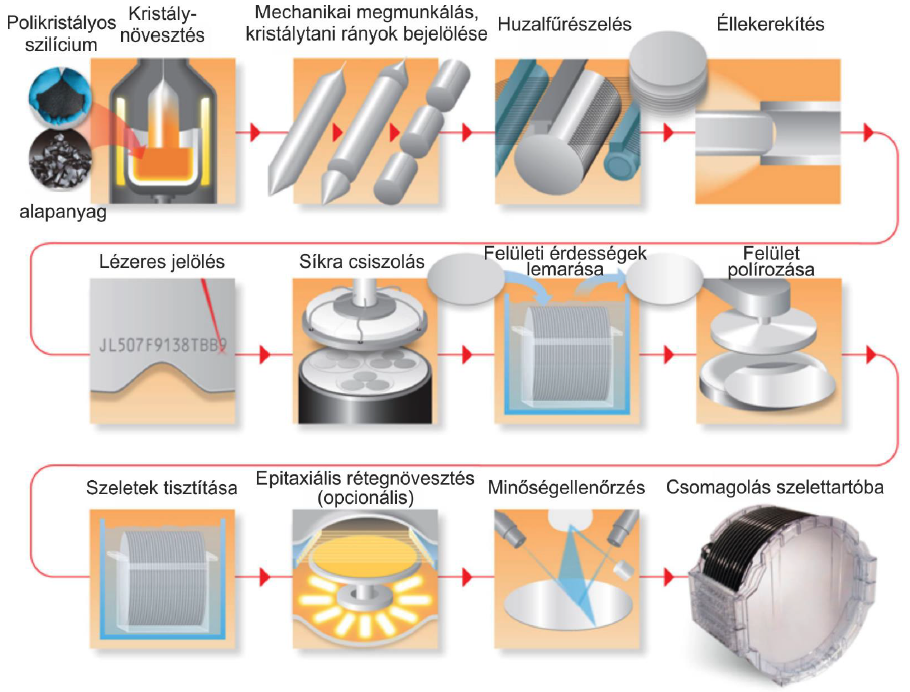 Polikristályos
szilícium
Kristály-
növesztés
Mechanikai megmunkálás,
kristálytani rányok bejelölése
Huzalfűrészelés
Éllekerekítés
alapanyag
Lézeres jelölés
Síkra csiszolás
Felületi érdességek
lemarása
Felület
polírozása
JL507F9138TBB9
Szeletek tisztítása
Epitaxiális rétegnövesztés
(opcionális)
Minőségellenőrzés
Csomagolás szelettartóba